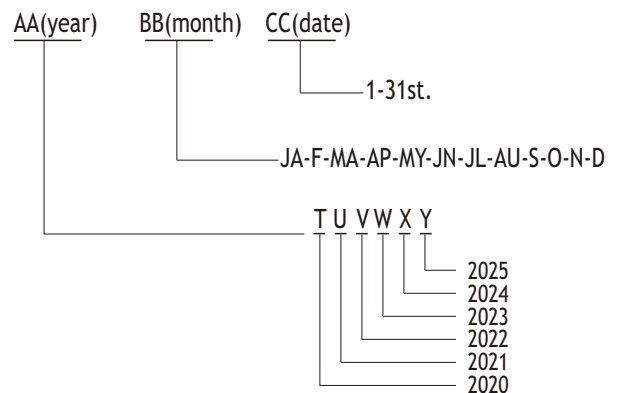 AA(year) BB(month) CC(date)
1-31st.
JA-F-MA-AP-MY-JN-JL-AU-S-O-N-D
T U V W X Y
2025
2024
2023
2022
2021
2020